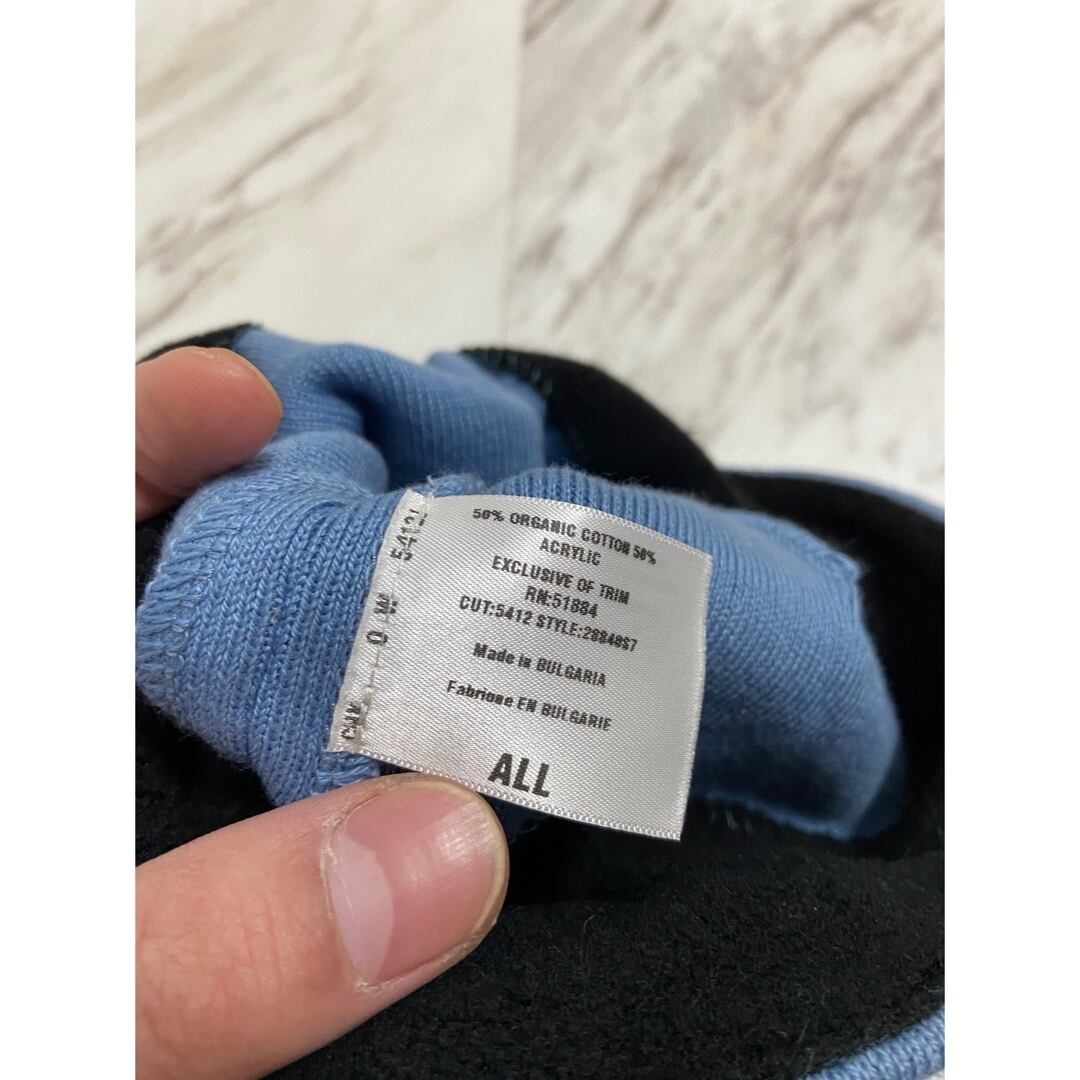 50% ORGANIC COTTON 50%
ACRYLIC
EXCLUSIVE OF TRIM
RN:51884
CUT:5412 STYLE:28840S7
Made in BULGARIA
Fabrique EN BULGARIE
ALL